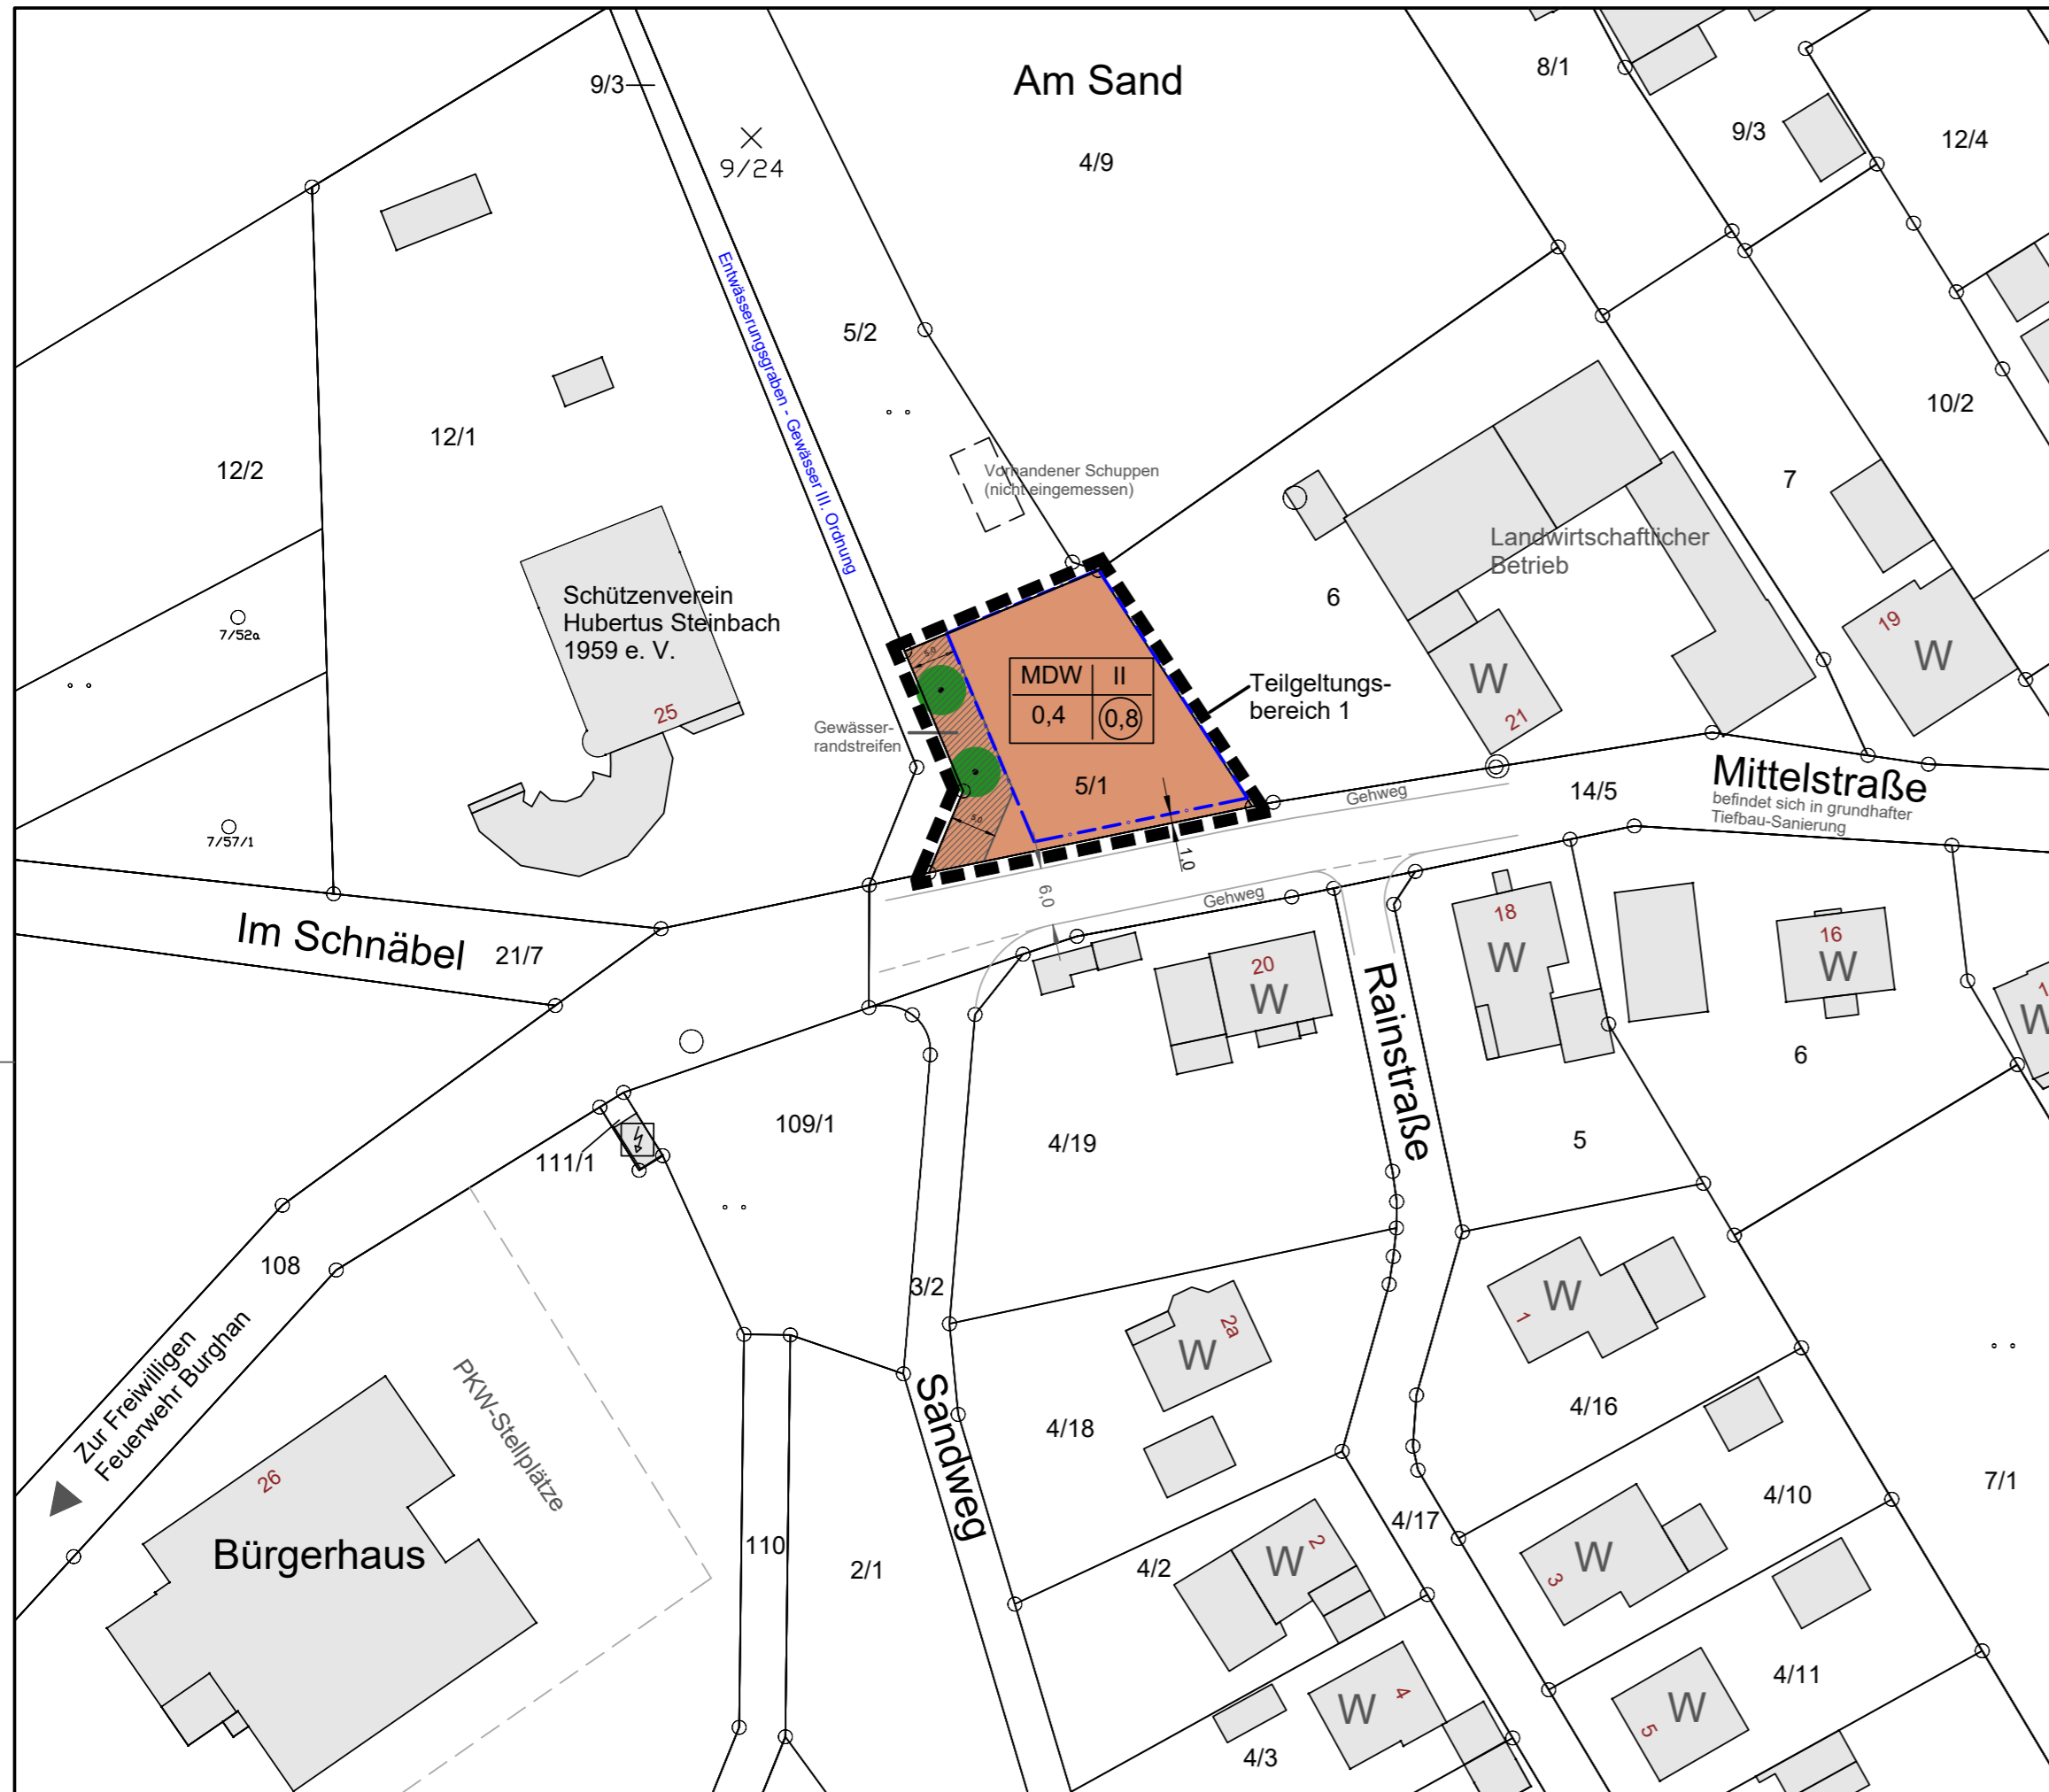 9/3
Am Sand
8/1
9/3
12/4
9/24
4/9
Entwässerungsgraben - Gewässer III. Ordnung
5/2
12/1
12/2
10/2
Vorhandener Schuppen
(nicht eingemessen)
7
Landwirtschaftlicher
Betrieb
6
Schützenverein
Hubertus Steinbach
1959 e. V.
7/52a
25
19
W
W
21
5,0
MDW II
0,4 0,8
Teilgeltungs-
bereich 1
Gewässer-
randstreifen
5/1
5,0
1,0
6,0
Gehweg
14/5
Mittelstraße
befindet sich in grundhafter
Tiefbau-Sanierung
7/57/1
Im Schnäbel
21/7
Gehweg
20
W
Rainstraße
18
W
16
W
W
6
5
109/1
111/1
4/19
108
3/2
Zur Freiwilligen
Feuerwehr Burghan
PKW-Stellplätze
26
Bürgerhaus
Sandweg
2a
W
4/18
W
1
4/16
4/10
7/1
110
2/1
4/2
W
2
4/17
W
3
4/11
W
4
W
5
4/3